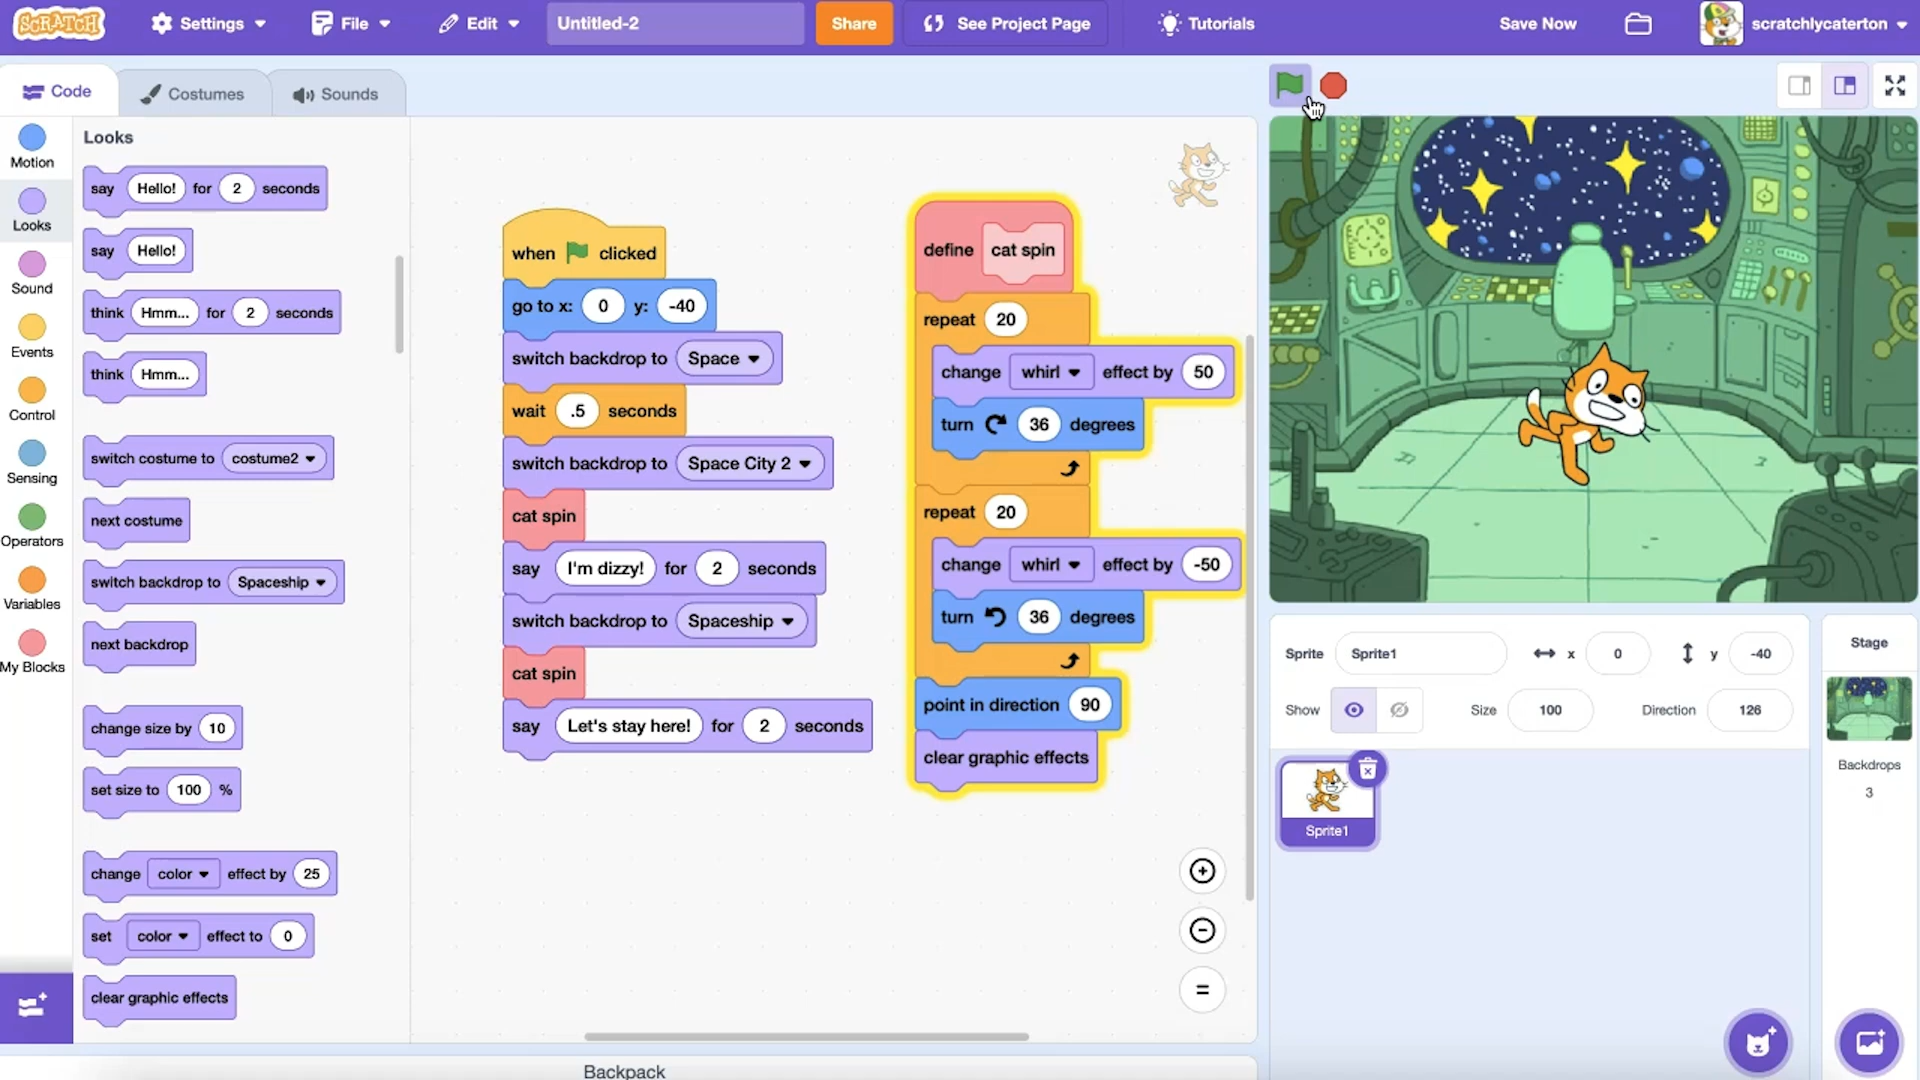 SCRATCH Settings File Edit Untitled-2 Share See Project Page Tutorials Save Now scratchlycaterton
Code Costumes Sounds
Motion
Looks
Sound
Events
Control
Sensing
Operators
Variables
My Blocks
Looks
say Hello! for 2 seconds
say Hello!
think Hmm... for 2 seconds
think Hmm...
switch costume to costume2
next costume
switch backdrop to Spaceship
next backdrop
change size by 10
set size to 100 %
change color effect by 25
set color effect to 0
clear graphic effects
when clicked
go to x: 0 y: -40
switch backdrop to Space
wait .5 seconds
switch backdrop to Space City 2
cat spin
say I'm dizzy! for 2 seconds
switch backdrop to Spaceship
cat spin
say Let's stay here! for 2 seconds
define cat spin
repeat 20
change whirl effect by 50
turn 36 degrees
repeat 20
change whirl effect by -50
turn 36 degrees
point in direction 90
clear graphic effects
=
Backpack
Sprite Sprite1 x 0 y -40
Show Size 100 Direction 126
Sprite1
Stage
Backdrops
3